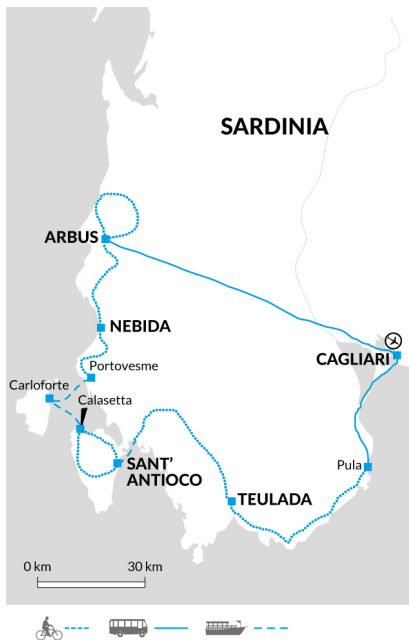 SARDINIA
ARBUS
NEBIDA
CAGLIARI
Portovesme
Carloforte
Calasetta
SANT'
ANTIOCO
Pula
TEULADA
0 km
30 km